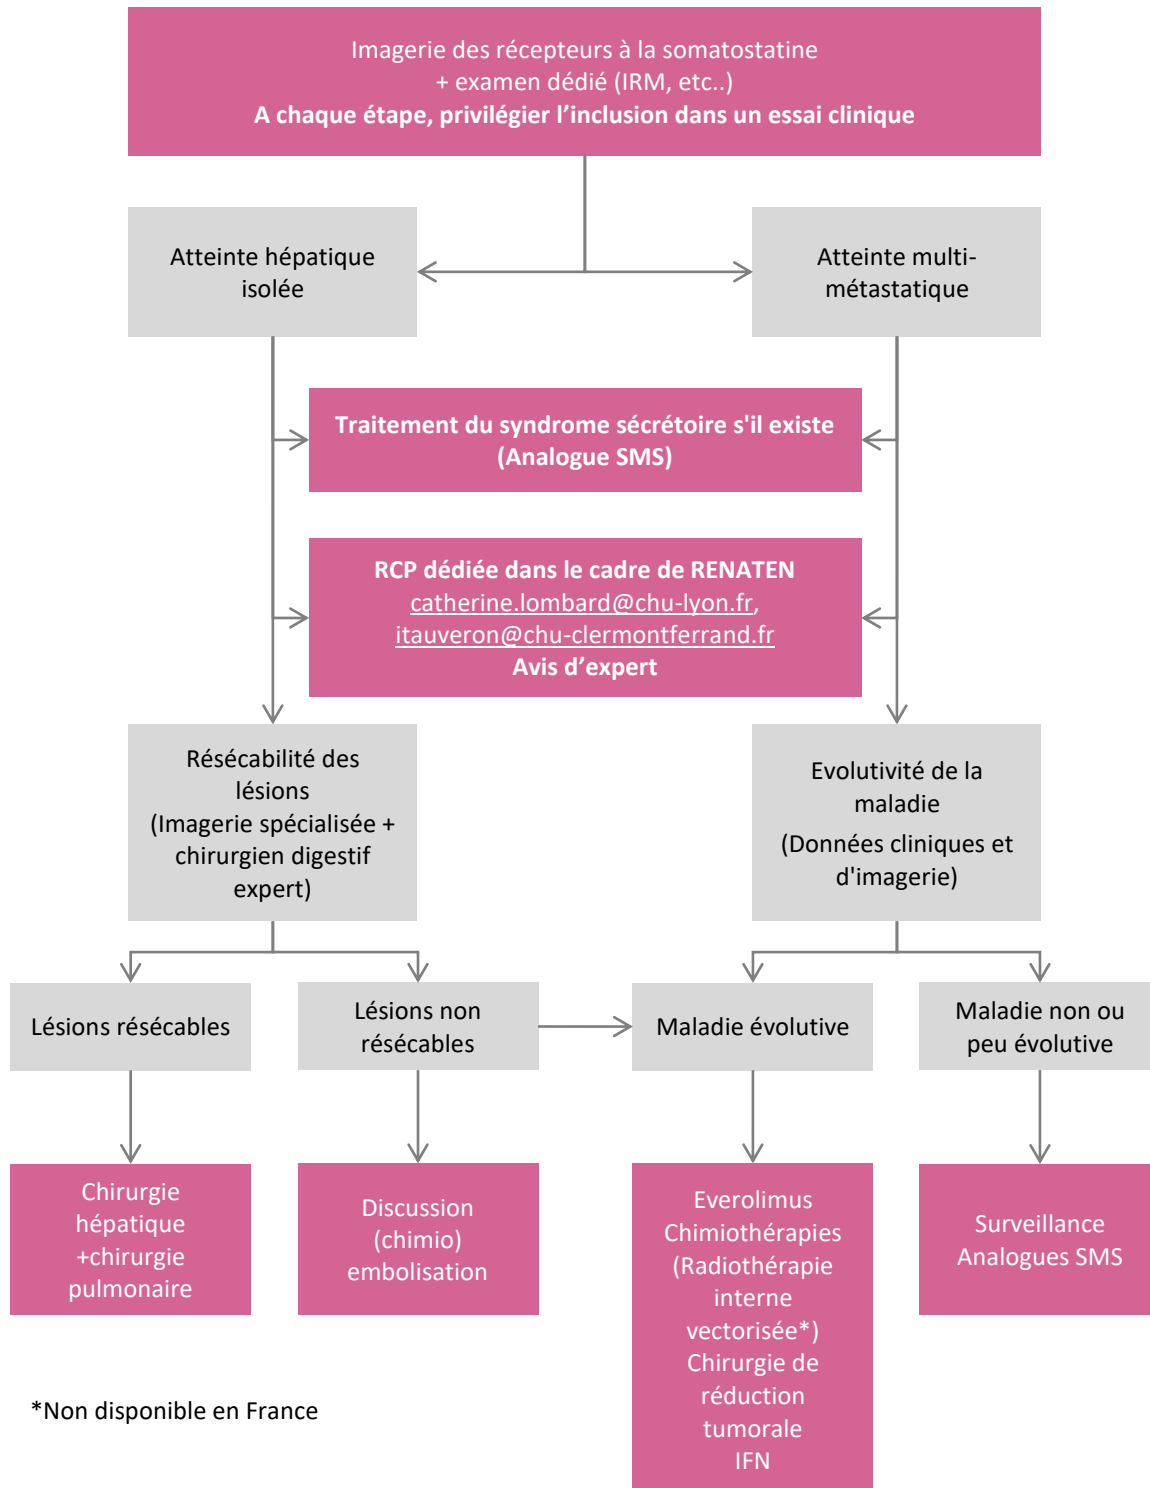 Imagerie des récepteurs à la somatostatine
+ examen dédié (IRM, etc..)
A chaque étape, privilégier l'inclusion dans un essai clinique
Atteinte hépatique
isolée
Atteinte multi-
métastatique
Traitement du syndrome sécrétoire s'il existe
(Analogue SMS)
RCP dédiée dans le cadre de RENATEN
catherine.lombard@chu-lyon.fr,
itauveron@chu-clermontferrand.fr
Avis d'expert
Résécabilité des
lésions
(Imagerie spécialisée +
chirurgien digestif
expert)
Evolutivité de la
maladie
(Données cliniques et
d'imagerie)
Lésions résécables
Lésions non
résécables
Maladie évolutive
Maladie non ou
peu évolutive
Chirurgie
hépatique
+chirurgie
pulmonaire
Discussion
(chimio)
embolisation
Everolimus
Chimiothérapies
(Radiothérapie
interne
vectorisée*)
Chirurgie de
réduction
tumorale
IFN
Surveillance
Analogues SMS
*Non disponible en France